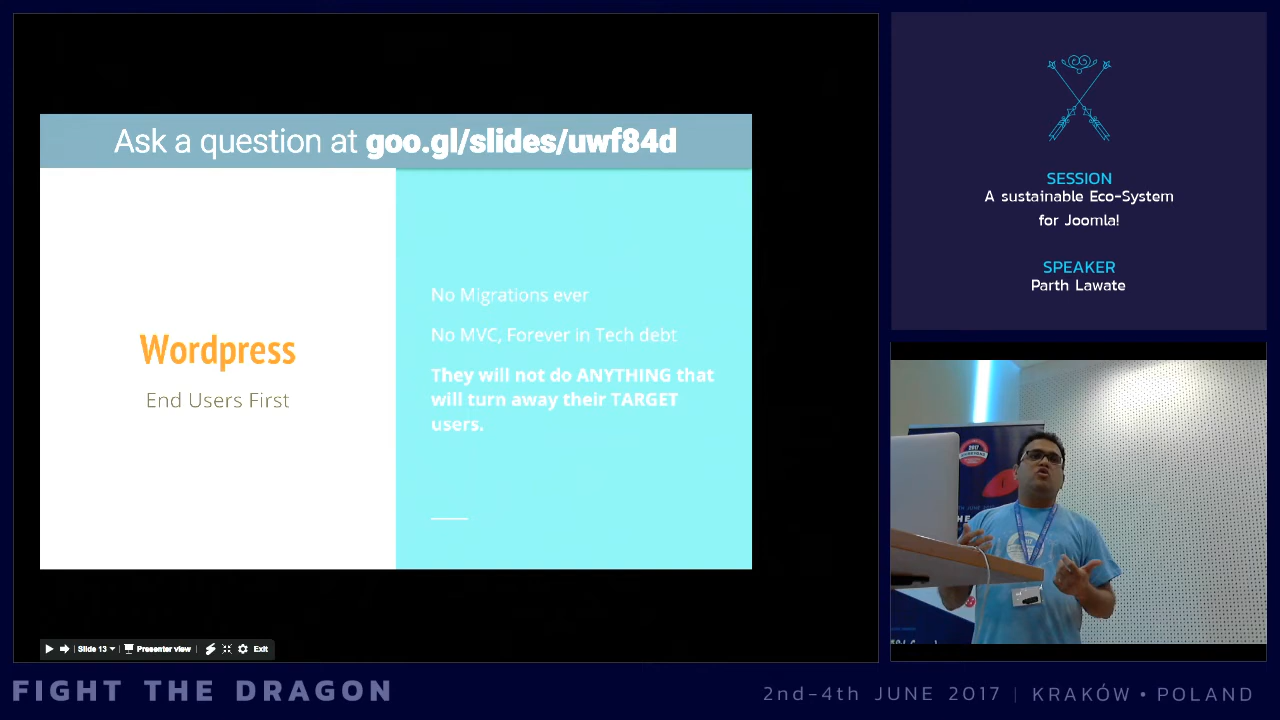 Ask a question at goo.gl/slides/uwf84d
Wordpress
End Users First
No Migrations ever
No MVC, Forever in Tech debt
They will not do ANYTHING that
will turn away their TARGET
users.
Slide 13
Presenter view
Exit
SESSION
A sustainable Eco-System
for Joomla!
SPEAKER
Parth Lawate
2017
FIGHT THE DRAGON
2nd-4th JUNE 2017 | KRAKÓW • POLAND